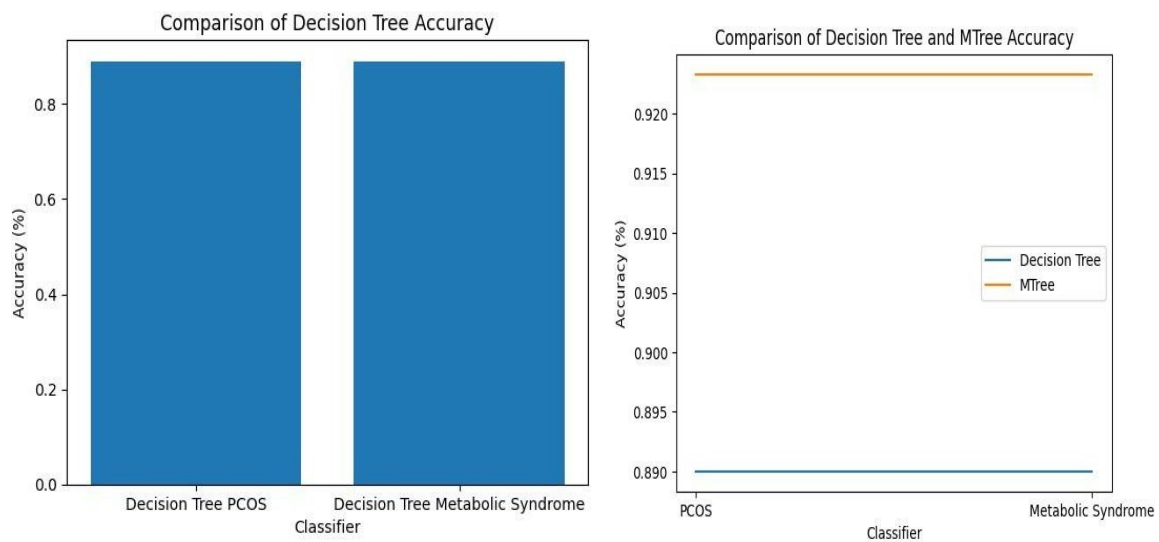 Comparison of Decision Tree Accuracy
Accuracy (%)
0.8
0.6
0.4
0.2
0.0
Decision Tree PCOS
Decision Tree Metabolic Syndrome
Classifier
Comparison of Decision Tree and MTree Accuracy
Accuracy (%)
0.920
0.915
0.910
0.905
0.900
0.895
0.890
Decision Tree
MTree
PCOS
Metabolic Syndrome
Classifier